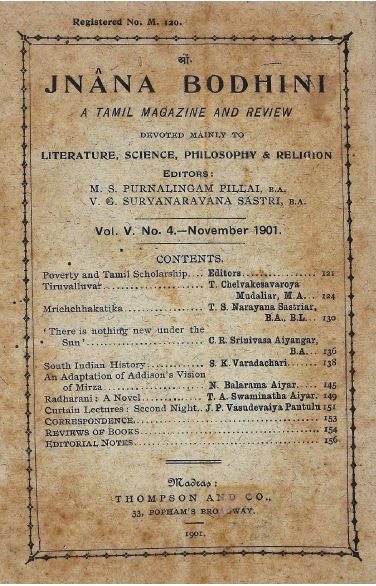 Registered No. M. 120.
ओं.
JNÂNA BODHINI
A TAMIL MAGAZINE AND REVIEW
DEVOTED MAINLY TO
LITERATURE, SCIENCE, PHILOSOPHY & RELIGION
EDITORS:
M. S. PURNALINGAM PILLAI, B.A.
V. G. SURYANARAYANA SASTRI, B.A.
Vol. V. No. 4.—November 1901.
CONTENTS.
Poverty and Tamil Scholarship... Editors................ 121
Tiruvalluvar.................... T. Chelvakesavaroya
Mudaliar, M.A... 124
Mrichchhakatika................. T. S. Narayana Sastriar,
B.A., B.L... 130
'There is nothing new under the
Sun'....................... C. R. Srinivasa Aiyangar,
B.A... 136
South Indian History............ S. K. Varadachari....... 138
An Adaptation of Addison's Vision
of Mirza................... N. Balarama Aiyar.... 145
Radharani: A Novel............. T. A. Swaminatha Aiyar. 149
Curtain Lectures: Second Night.. J. P. Vasudevaiya Pantulu 151
CORRESPONDENCE............................. 153
REVIEWS OF BOOKS........................... 154
EDITORIAL NOTES............................ 156
Madras:
THOMPSON AND CO.,
33, POPHAM'S BROADWAY.
1901.